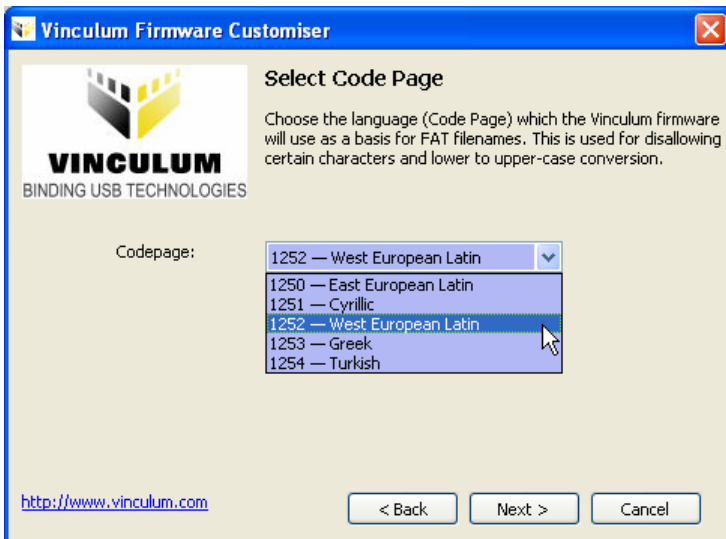 Vinculum Firmware Customiser
VINCULUM
BINDING USB TECHNOLOGIES
Select Code Page
Choose the language (Code Page) which the Vinculum firmware
will use as a basis for FAT filenames. This is used for disallowing
certain characters and lower to upper-case conversion.
Codepage:
1252 — West European Latin
1250 — East European Latin
1251 — Cyrillic
1252 — West European Latin
1253 — Greek
1254 — Turkish
http://www.vinculum.com
< Back
Next >
Cancel